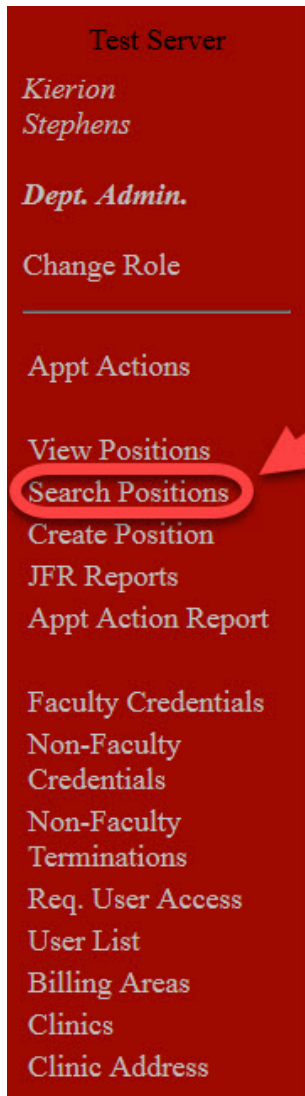 Test Server
Kierion
Stephens
Dept. Admin.
Change Role
Appt Actions
View Positions
Search Positions
Create Position
JFR Reports
Appt Action Report
Faculty Credentials
Non-Faculty
Credentials
Non-Faculty
Terminations
Req. User Access
User List
Billing Areas
Clinics
Clinic Address